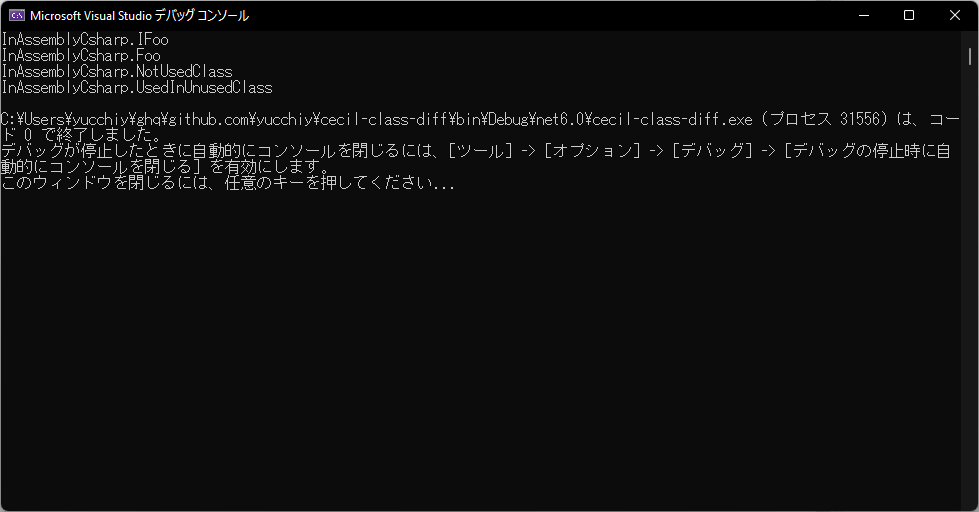 Microsoft Visual Studio デバッグ コンソール
InAssemblyCsharp.IFoo
InAssemblyCsharp.Foo
InAssemblyCsharp.NotUsedClass
InAssemblyCsharp.UsedInUnusedClass
C:¥Users¥yucchiy¥ghq¥github.com¥yucchiy¥cecil-class-diff¥bin¥Debug¥net6.0¥cecil-class-diff.exe (プロセス 31556) は、コー
ド 0 で終了しました。
デバッグが停止したときに自動的にコンソールを閉じるには、[ツール] -> [オプション] -> [デバッグ] -> [デバッグの停止時に自
動的にコンソールを閉じる] を有効にします。
このウィンドウを閉じるには、任意のキーを押してください...